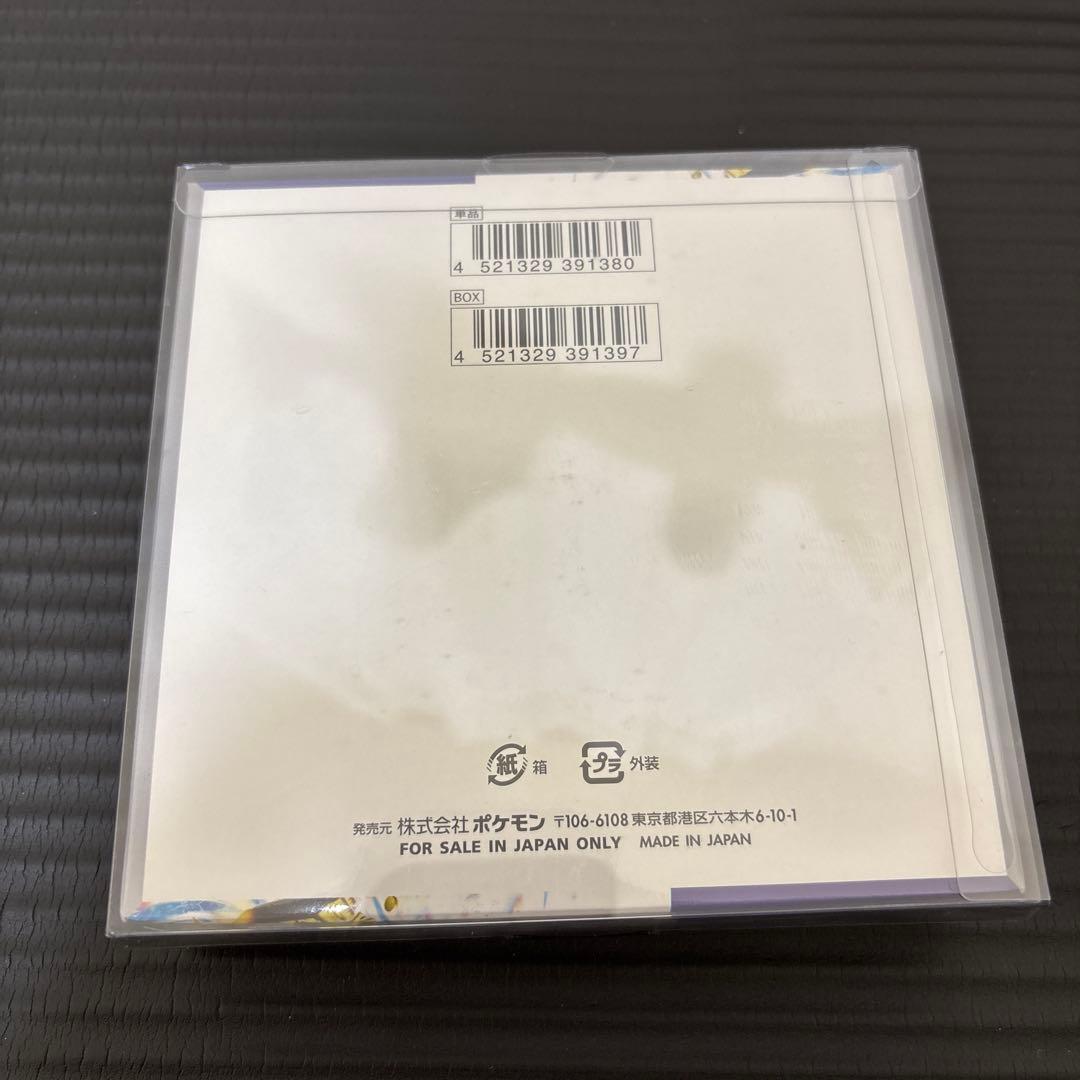 単品
4 521329 391380
BOX
4 521329 391397
紙 箱 プラ 外装
発売元 株式会社 ポケモン 〒106-6108 東京都港区六本木6-10-1
FOR SALE IN JAPAN ONLY MADE IN JAPAN